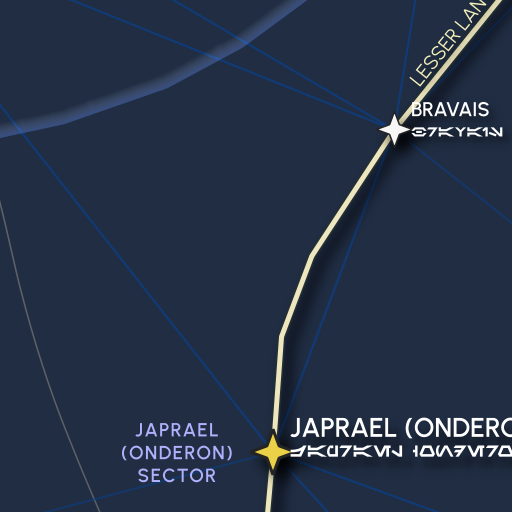 LESSER LAN
BRAVAIS
JAPRAEL (ONDERO
JAPRAEL
(ONDERON)
SECTOR